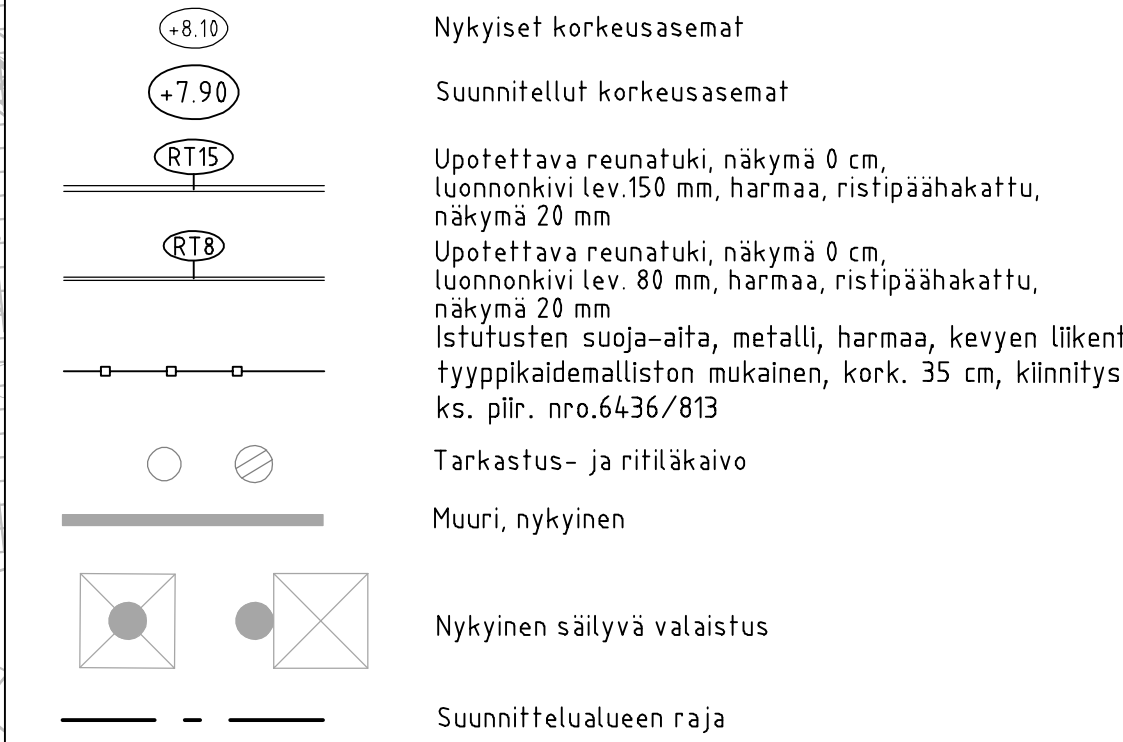 +8.10 Nykyiset korkeusasemat
+7.90 Suunnitellut korkeusasemat
RT15 Upotettava reunatuki, näkymä 0 cm,
luonnonkivi lev.150 mm, harmaa, ristipäähakattu,
näkymä 20 mm
RT8 Upotettava reunatuki, näkymä 0 cm,
luonnonkivi lev. 80 mm, harmaa, ristipäähakattu,
näkymä 20 mm
Istutusten suoja-aita, metalli, harmaa, kevyen liikent
tyyppikaidemalliston mukainen, kork. 35 cm, kiinnitys
ks. piir. nro.6436/813
Tarkastus- ja ritiläkaivo
Muuri, nykyinen
Nykyinen säilyvä valaistus
Suunnittelualueen raja